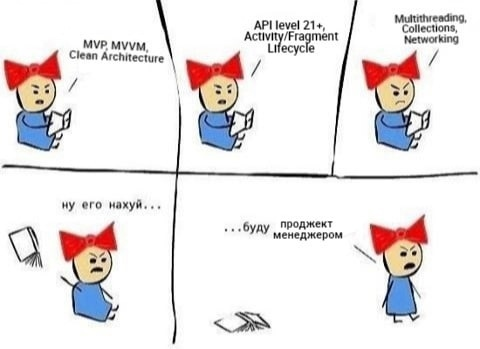 MVP, MVVM,
Clean Architecture
API level 21+,
Activity/Fragment
Lifecycle
Multithreading,
Collections,
Networking
ну его нахуй...
...буду проджект
менеджером